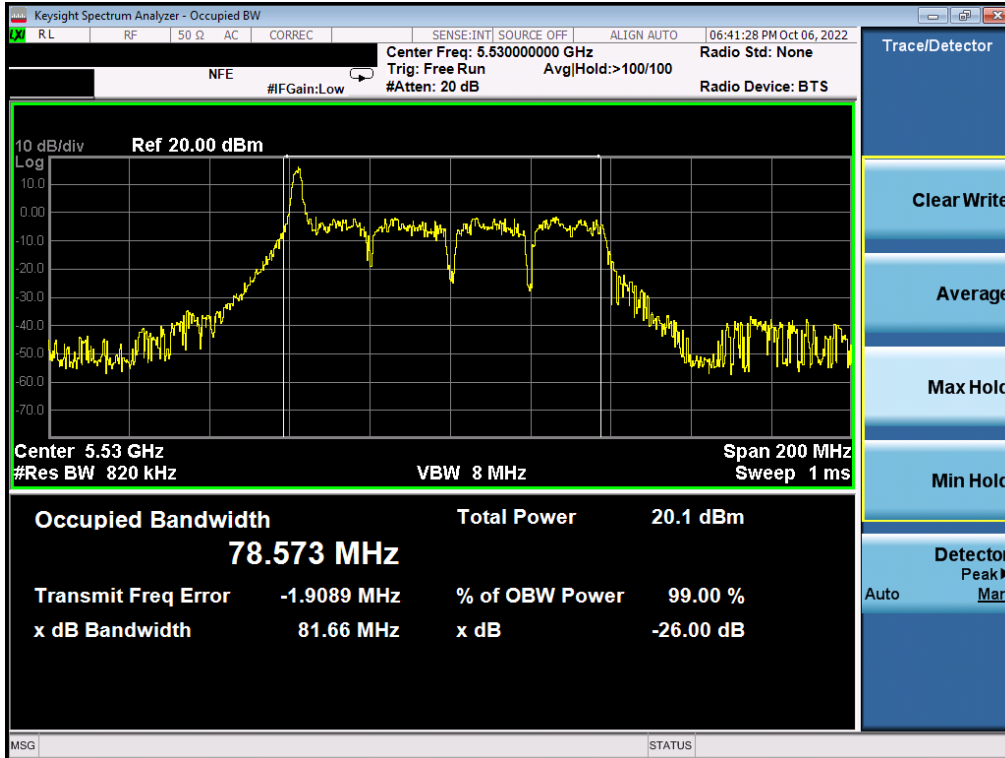 Keysight Spectrum Analyzer - Occupied BW
LXI RL RF 50 Ω AC CORREC SENSE:INT SOURCE OFF ALIGN AUTO 06:41:28 PM Oct 06, 2022
Center Freq: 5.530000000 GHz Radio Std: None
NFE Trig: Free Run Avg|Hold:>100/100
#IFGain:Low #Atten: 20 dB Radio Device: BTS
10 dB/div Ref 20.00 dBm
Log
10.0
0.00
-10.0
-20.0
-30.0
-40.0
-50.0
-60.0
-70.0
Center 5.53 GHz Span 200 MHz
#Res BW 820 kHz VBW 8 MHz Sweep 1 ms
Occupied Bandwidth Total Power 20.1 dBm
78.573 MHz
Transmit Freq Error -1.9089 MHz % of OBW Power 99.00 %
x dB Bandwidth 81.66 MHz x dB -26.00 dB
MSG STATUS
Trace/Detector
Clear Write
Average
Max Hold
Min Hold
Detector
Peak
Auto Man